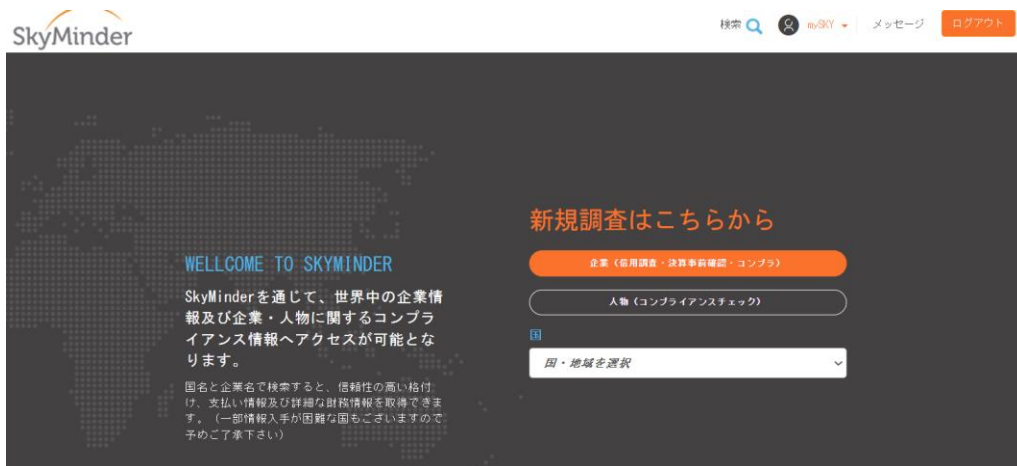 SkyMinder
検索
mySKY
メッセージ
ログアウト
新規調査はこちらから
企業（信用調査・決算事前確認・コンプラ）
人物（コンプライアンスチェック）
国
国・地域を選択
WELLCOME TO SKYMINDER
SkyMinderを通じて、世界中の企業情
報及び企業・人物に関するコンプラ
イアンス情報へアクセスが可能とな
ります。
国名と企業名で検索すると、信頼性の高い格付
け、支払い情報及び詳細な財務情報を取得できま
す。（一部情報入手が困難な国もございますので
予めご了承下さい）